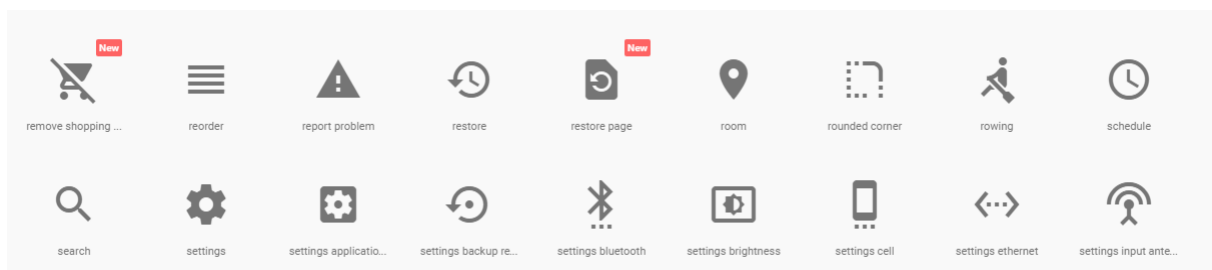 New New
remove shopping ... reorder report problem restore restore page room rounded corner rowing schedule
search settings settings applicatio... settings backup re... settings bluetooth settings brightness settings cell settings ethernet settings input ante...